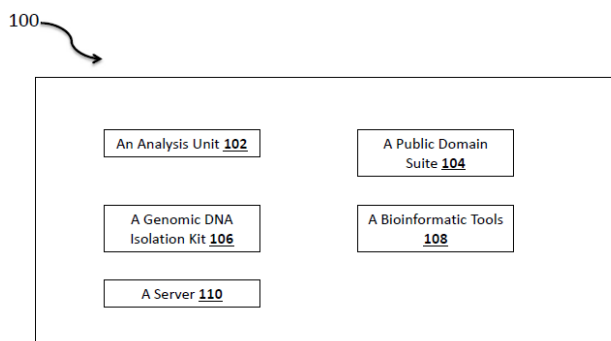 100
An Analysis Unit 102
A Public Domain
Suite 104
A Genomic DNA
Isolation Kit 106
A Bioinformatic Tools
108
A Server 110